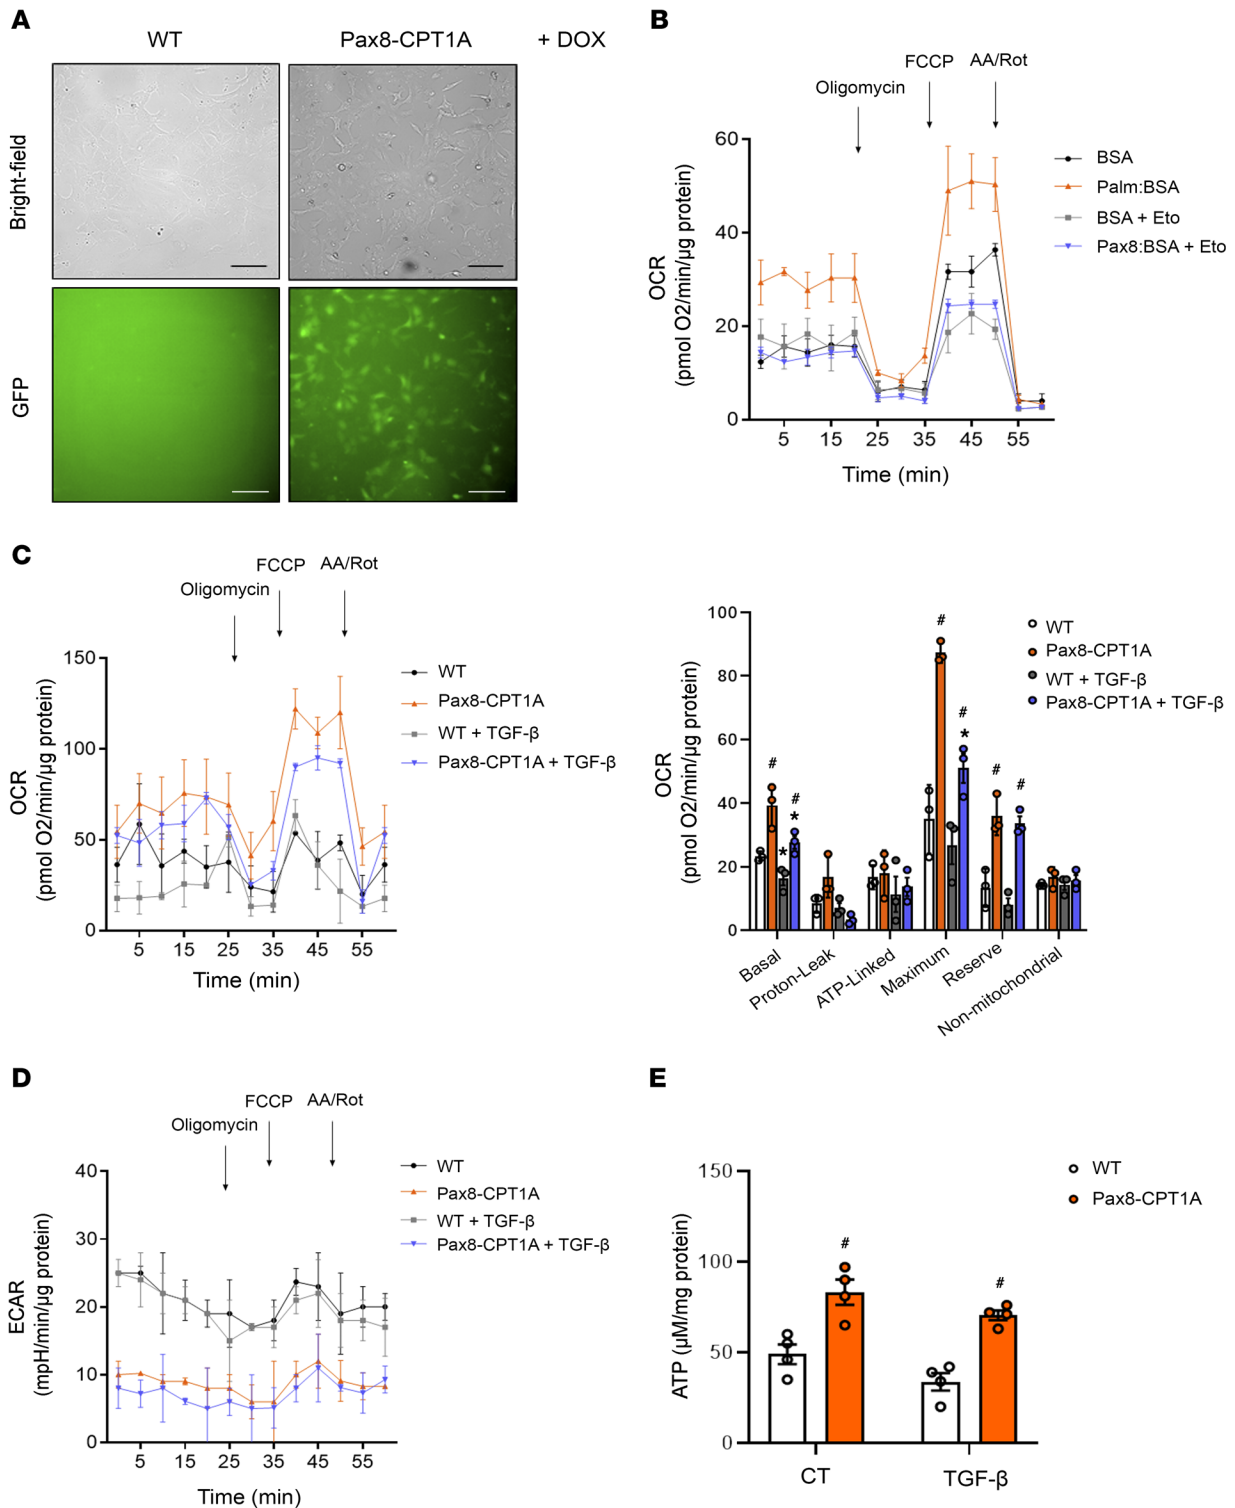 A
WT
Pax8-CPT1A
+ DOX
Bright-field
GFP
B
Oligomycin
FCCP
AA/Rot
OCR
(pmol O2/min/µg protein)
60
40
20
0
5
15
25
35
45
55
Time (min)
BSA
Palm:BSA
BSA + Eto
Pax8:BSA + Eto
C
Oligomycin
FCCP
AA/Rot
OCR
(pmol O2/min/µg protein)
150
100
50
0
5
15
25
35
45
55
Time (min)
WT
Pax8-CPT1A
WT + TGF-β
Pax8-CPT1A + TGF-β
OCR
(pmol O2/min/µg protein)
100
80
60
40
20
0
#
*
#
*
#
#
*
#
#
Basal
Proton-Leak
ATP-Linked
Maximum
Reserve
Non-mitochondrial
WT
Pax8-CPT1A
WT + TGF-β
Pax8-CPT1A + TGF-β
D
Oligomycin
FCCP
AA/Rot
ECAR
(mpH/min/µg protein)
40
30
20
10
0
5
15
25
35
45
55
Time (min)
WT
Pax8-CPT1A
WT + TGF-β
Pax8-CPT1A + TGF-β
E
ATP (µM/mg protein)
150
100
50
0
#
#
CT
TGF-β
WT
Pax8-CPT1A